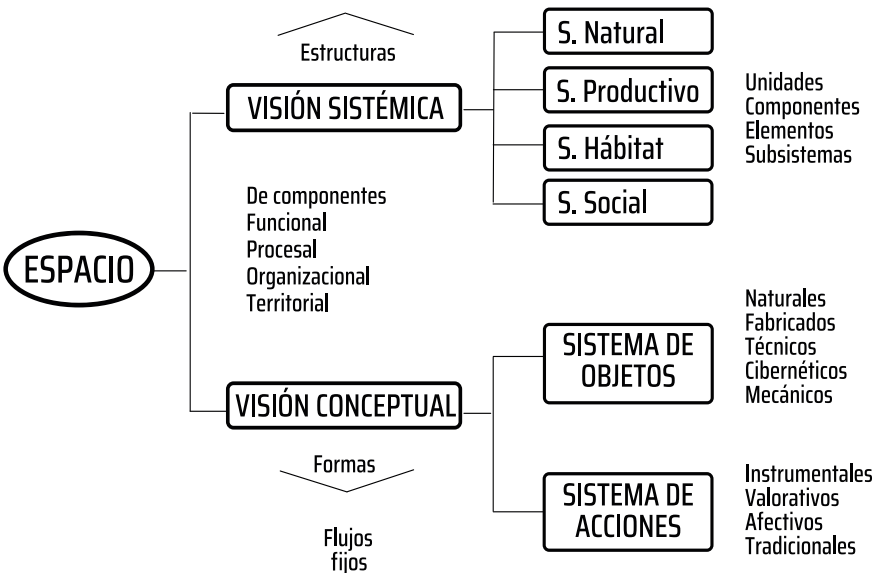 Estructuras
VISIÓN SISTÉMICA
S. Natural
S. Productivo
S. Hábitat
S. Social
Unidades
Componentes
Elementos
Subsistemas
De componentes
Funcional
Procesal
Organizacional
Territorial
ESPACIO
VISIÓN CONCEPTUAL
Formas
Flujos
fijos
SISTEMA DE
OBJETOS
Naturales
Fabricados
Técnicos
Cibernéticos
Mecánicos
SISTEMA DE
ACCIONES
Instrumentales
Valorativos
Afectivos
Tradicionales